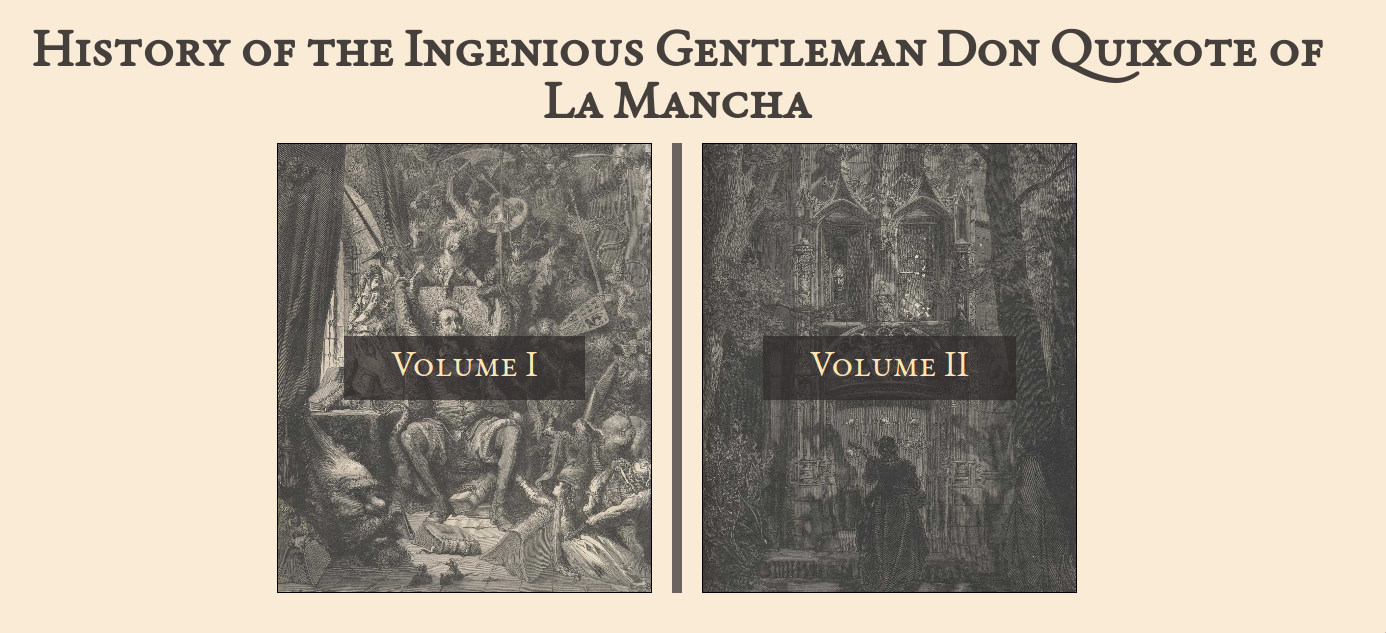 History of the Ingenious Gentleman Don Quixote of
La Mancha
Volume I
Volume II